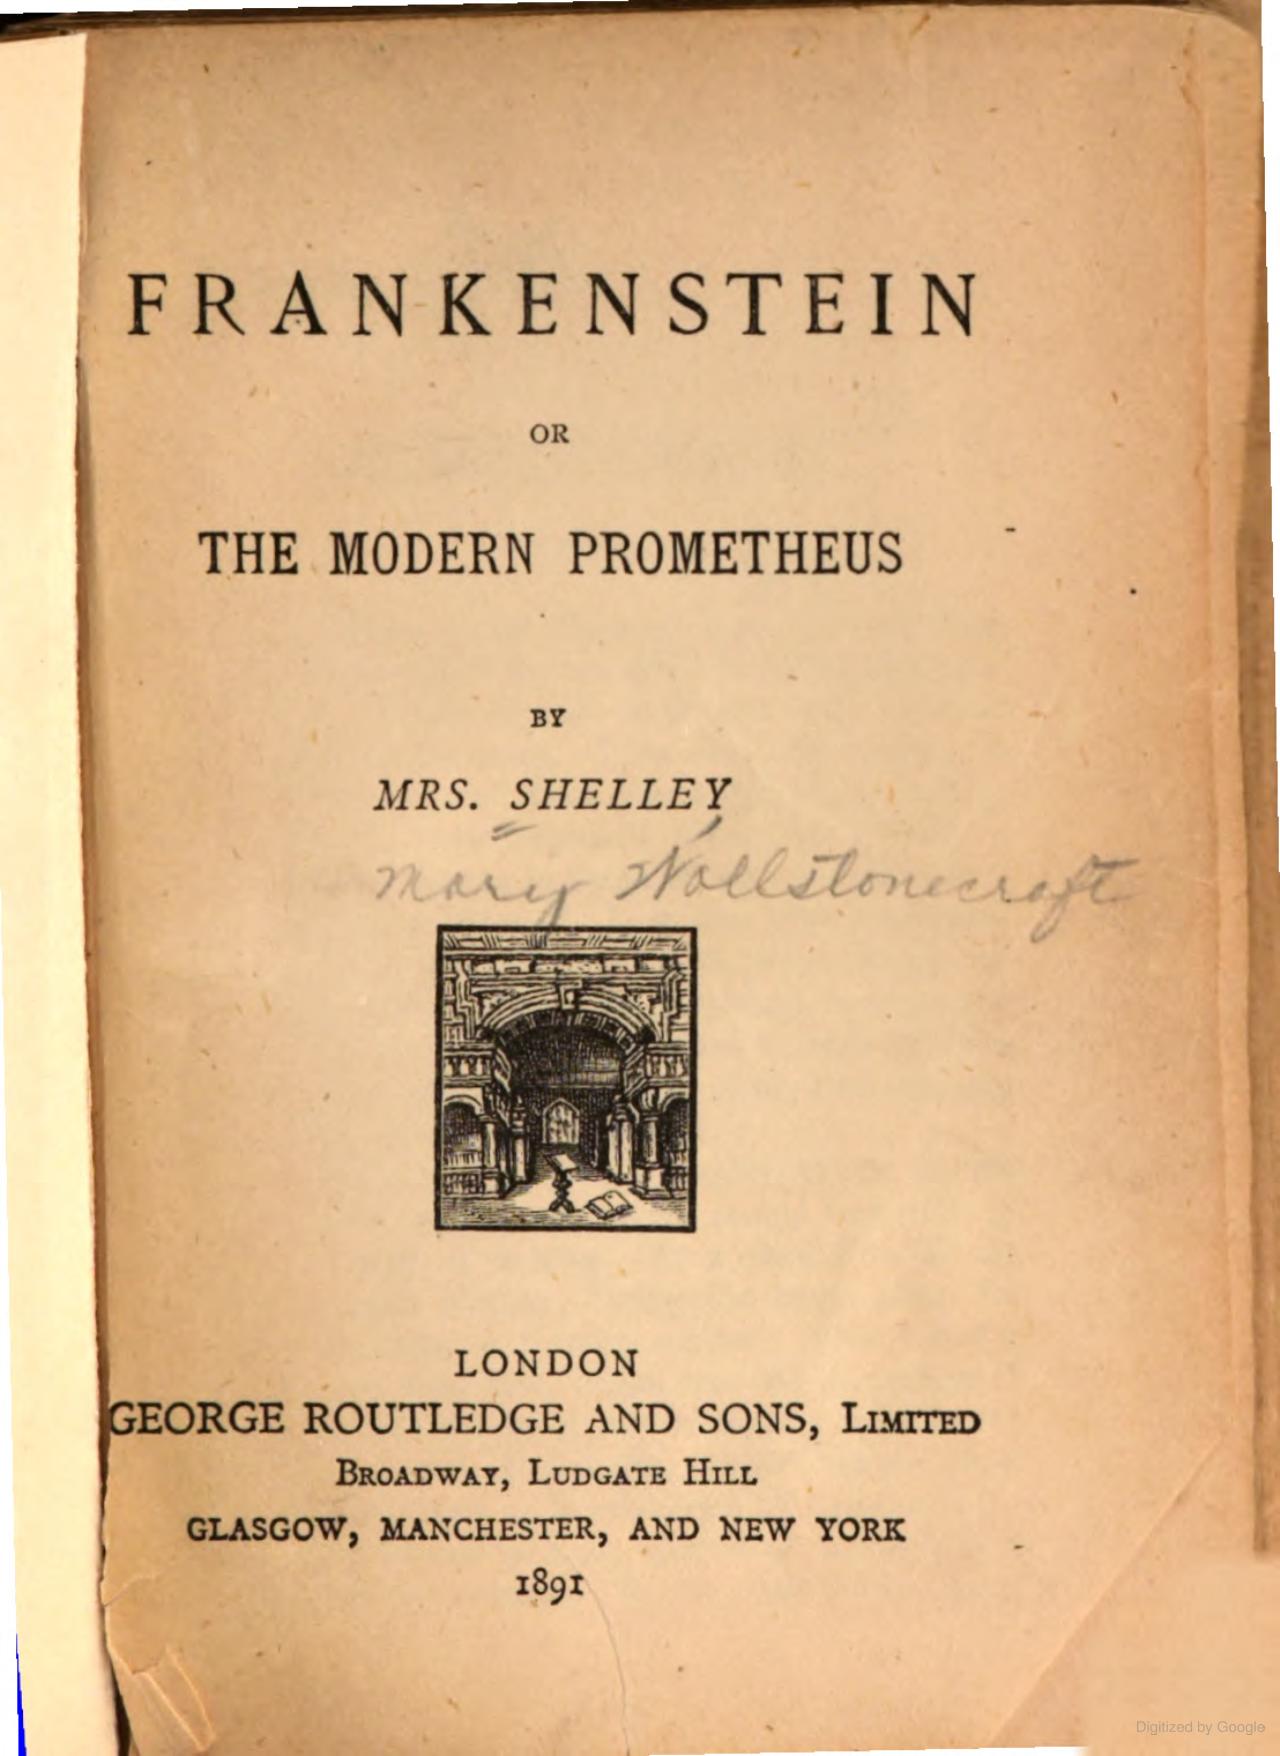 FRANKENSTEIN
OR
THE MODERN PROMETHEUS
BY
MRS. SHELLEY
Mary Wollstonecraft
LONDON
GEORGE ROUTLEDGE AND SONS, LIMITED
BROADWAY, LUDGATE HILL
GLASGOW, MANCHESTER, AND NEW YORK
1891
Digitized by Google